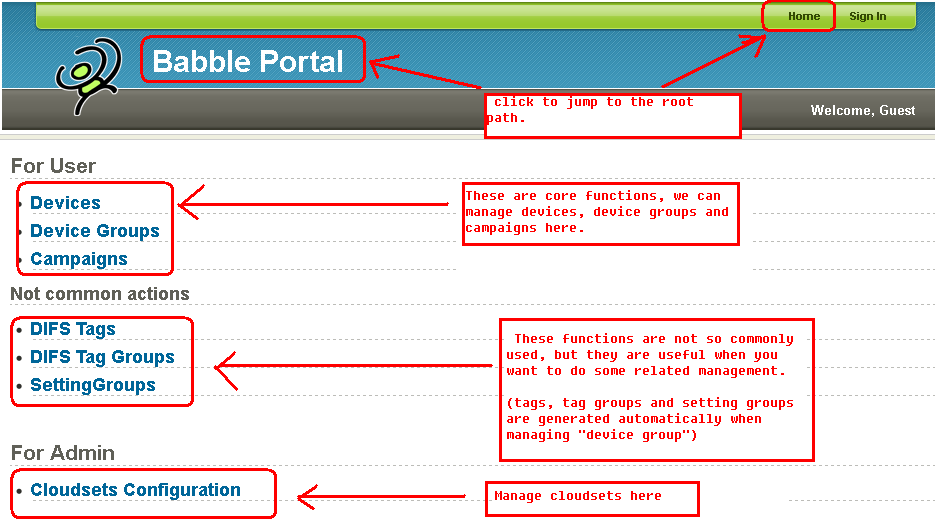 Home Sign In
Babble Portal
click to jump to the root
path.
Welcome, Guest
For User
Devices
Device Groups
Campaigns
These are core functions, we can
manage devices, device groups and
campaigns here.
Not common actions
DIFS Tags
DIFS Tag Groups
SettingGroups
These functions are not so commonly
used, but they are useful when you
want to do some related management.
(tags, tag groups and setting groups
are generated automatically when
managing "device group")
For Admin
Cloudsets Configuration
Manage cloudsets here